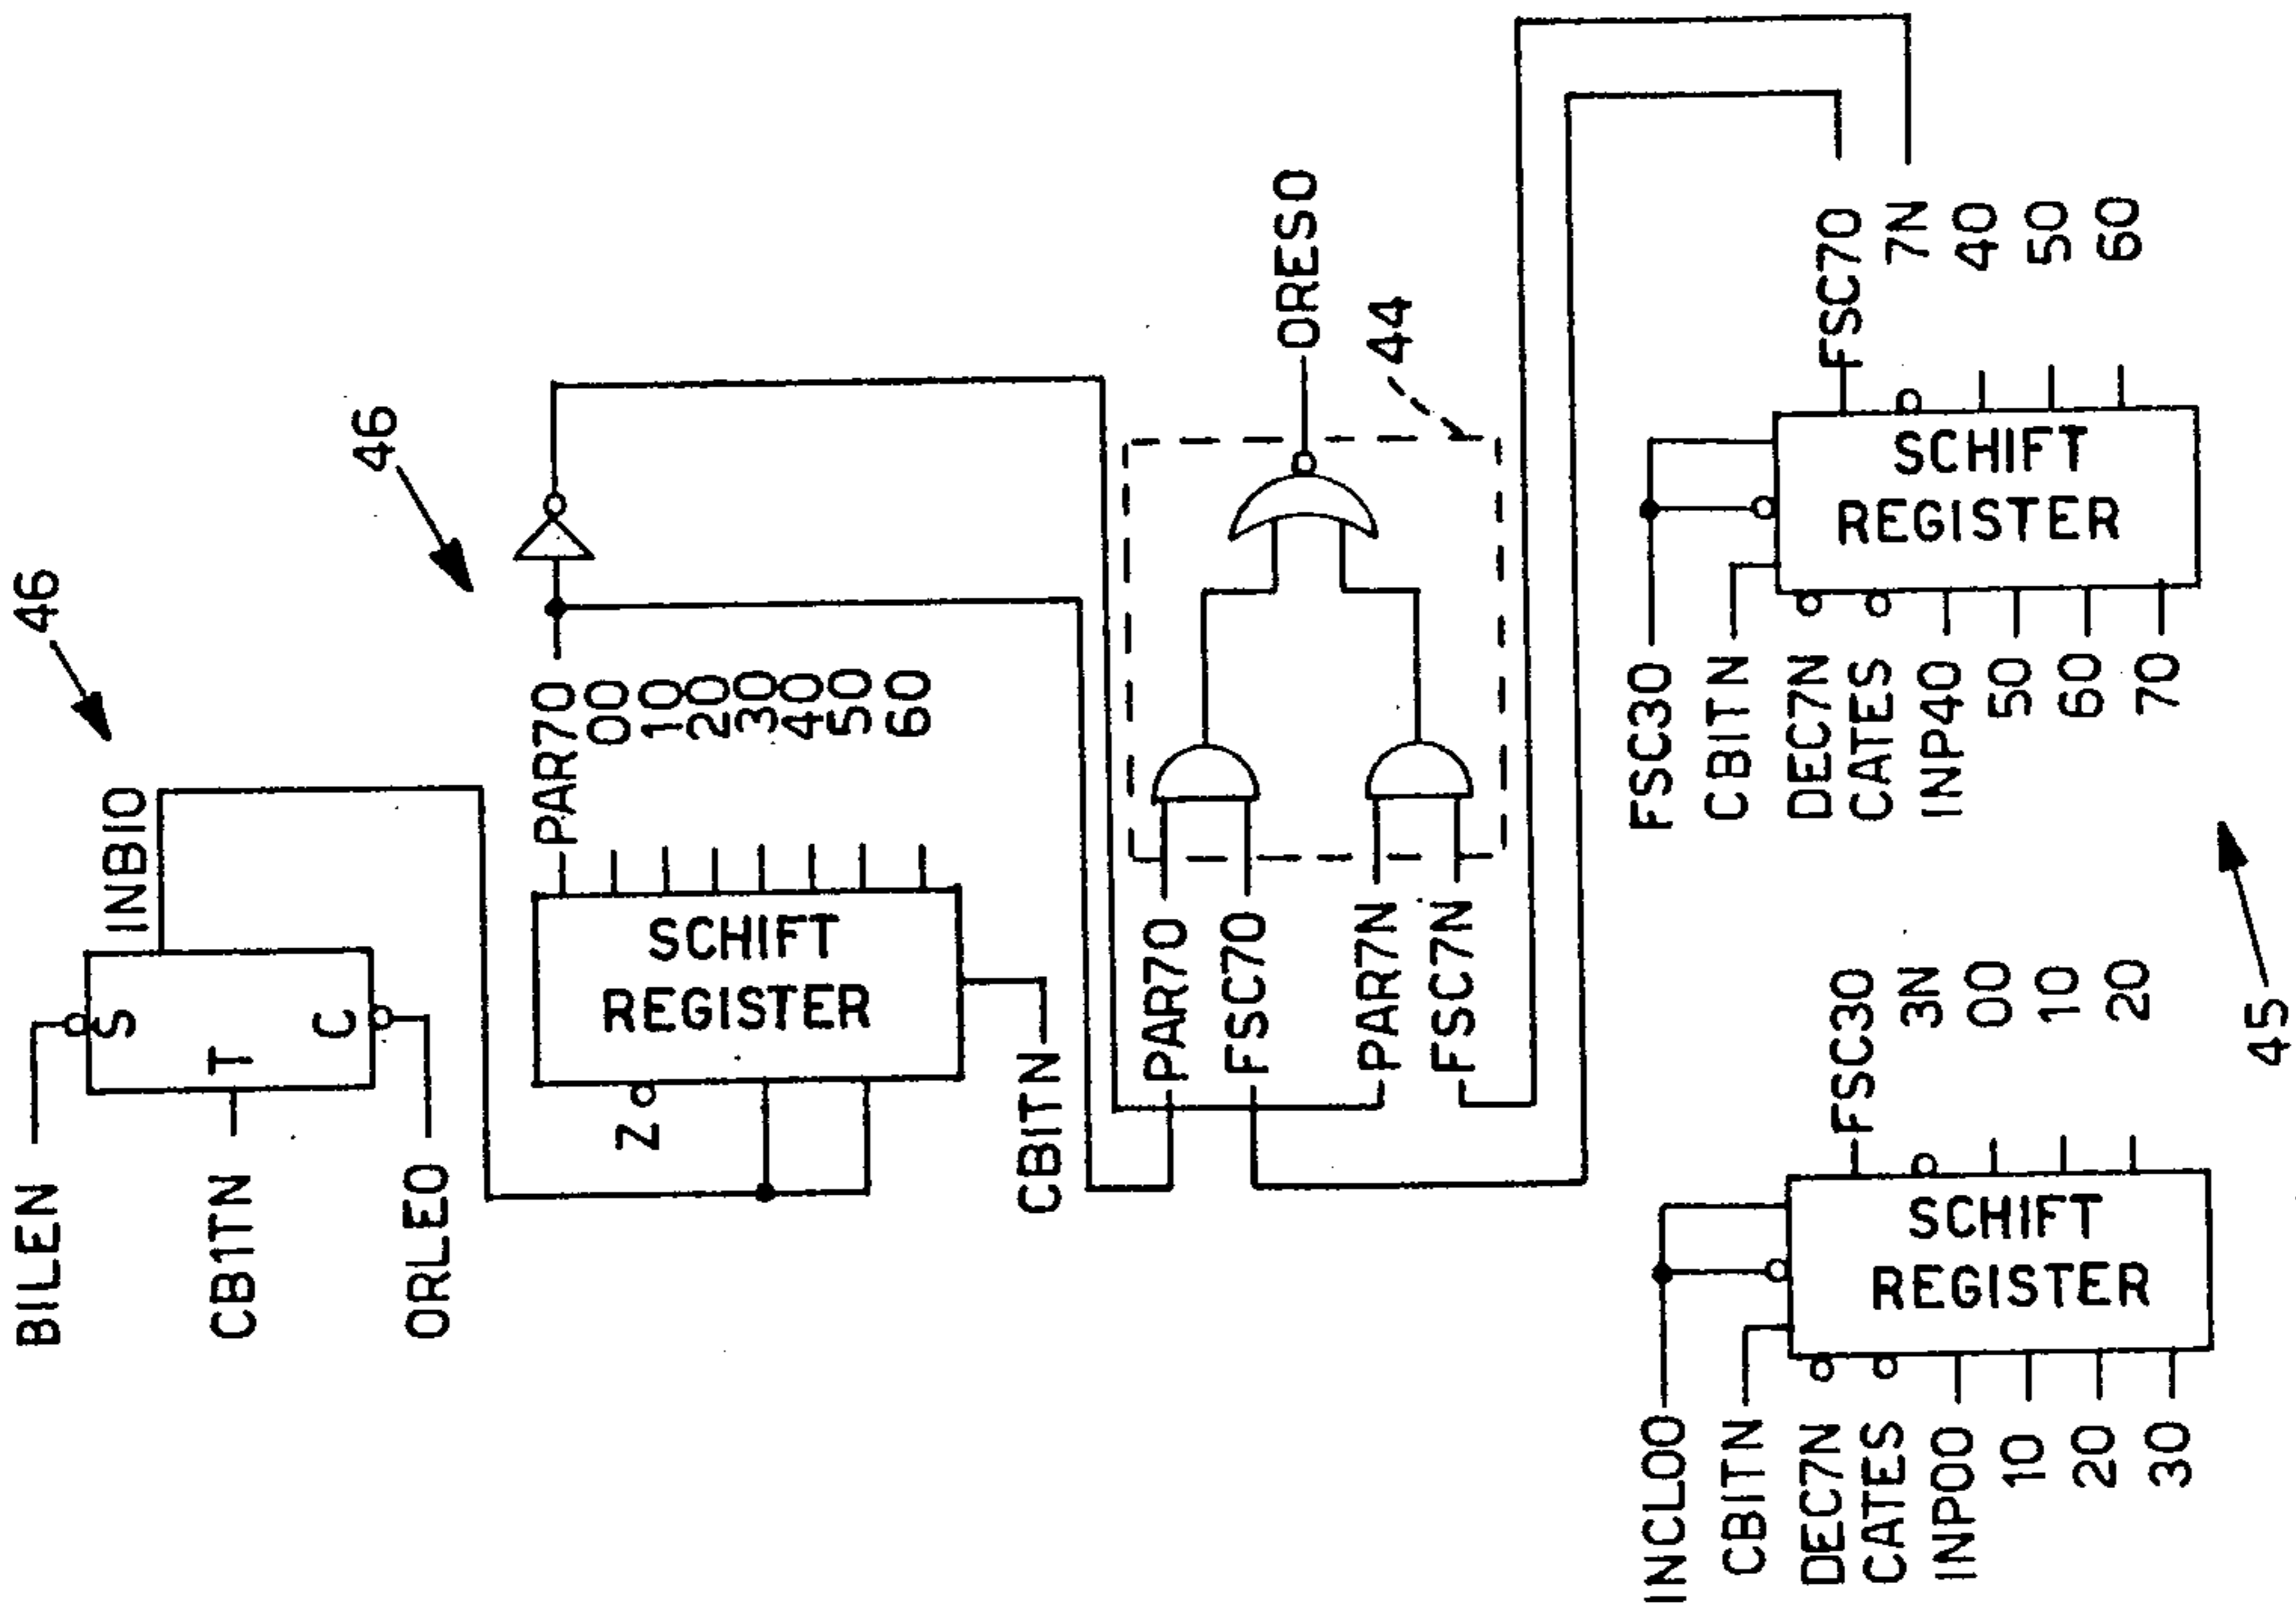 BILEN
CB1TN
ORLEO
S
T
C
INBIO
46
46
Z
SCHIFT
REGISTER
CBITN
PAR70
00
10
20
30
40
50
60
PAR70
FSC70
PAR7N
FSC7N
ORESO
44
INCL00
CBITN
DEC7N
CATES
INP00
10
20
30
SCHIFT
REGISTER
FSC30
3N
00
10
20
45
FSC30
CBITN
DEC7N
CATES
INP40
50
60
70
SCHIFT
REGISTER
FSC70
7N
40
50
60